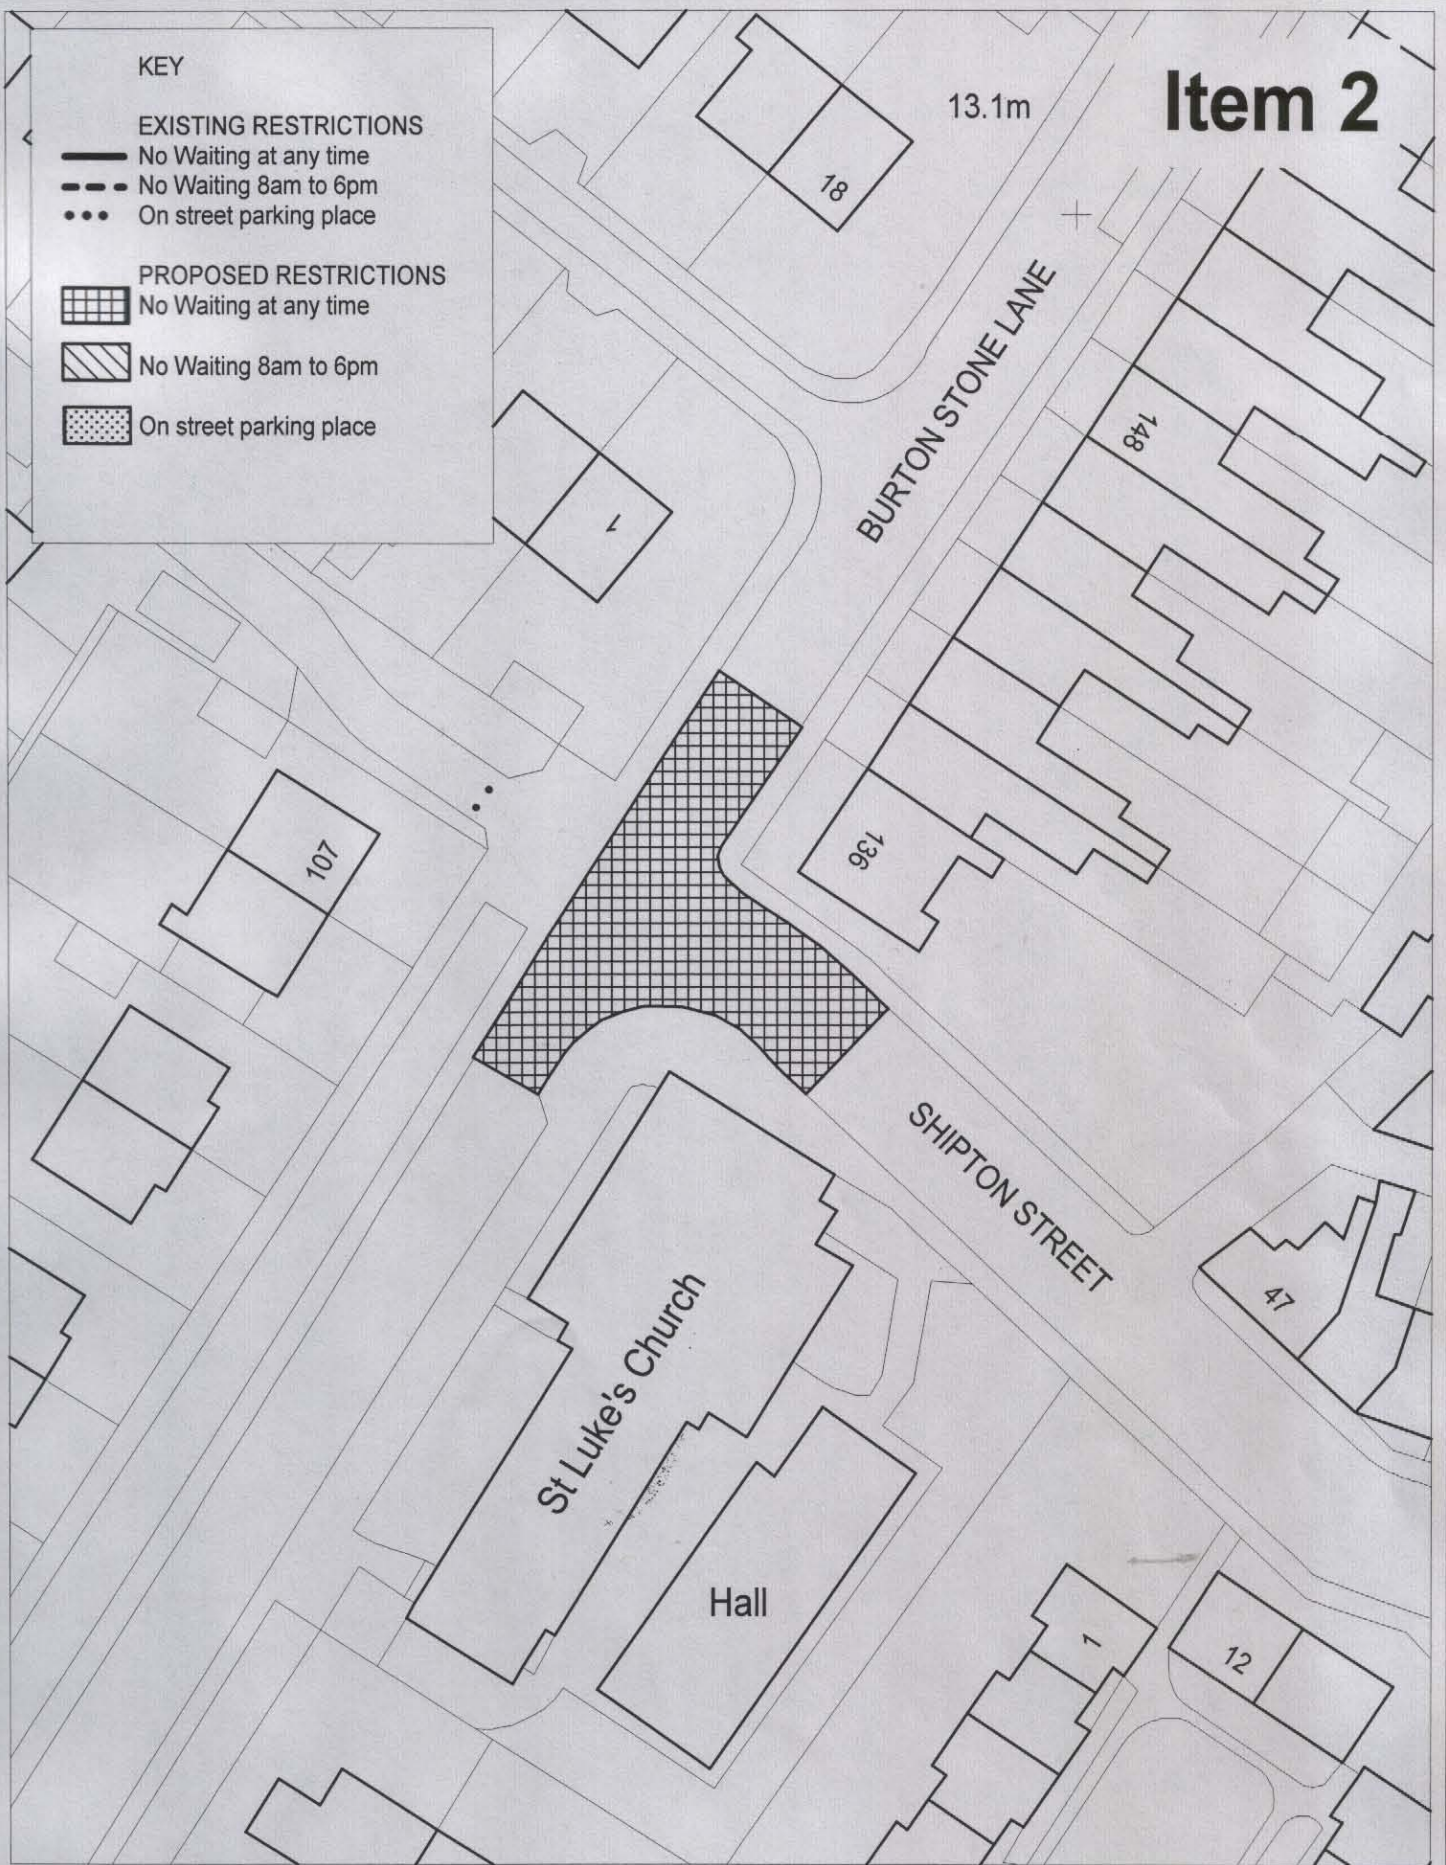 Item 2
KEY
EXISTING RESTRICTIONS
No Waiting at any time
No Waiting 8am to 6pm
On street parking place
PROPOSED RESTRICTIONS
No Waiting at any time
No Waiting 8am to 6pm
On street parking place
13.1m
18
BURTON STONE LANE
148
1
136
107
SHIPTON STREET
47
St Luke's Church
Hall
1
12